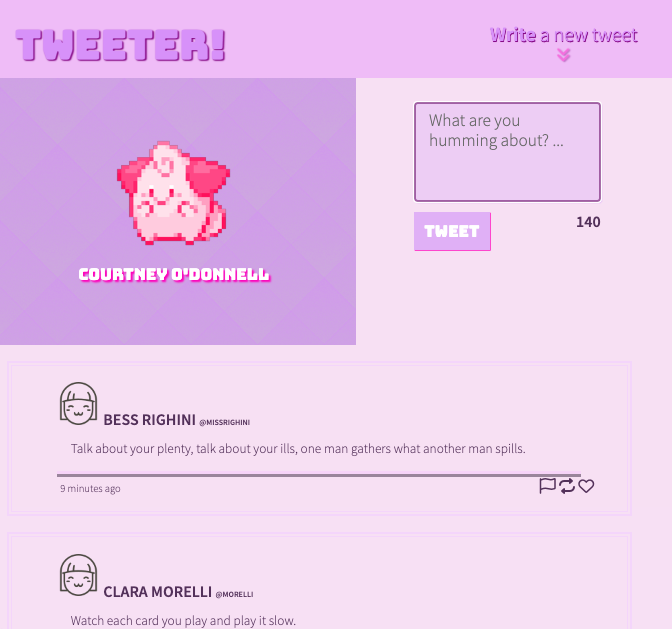 TWEETER!
Write a new tweet
What are you
humming about? ...
TWEET
140
COURTNEY O'DONNELL
BESS RIGHINI @MISSRIGHINI
Talk about your plenty, talk about your ills, one man gathers what another man spills.
9 minutes ago
CLARA MORELLI @MORELLI
Watch each card you play and play it slow.